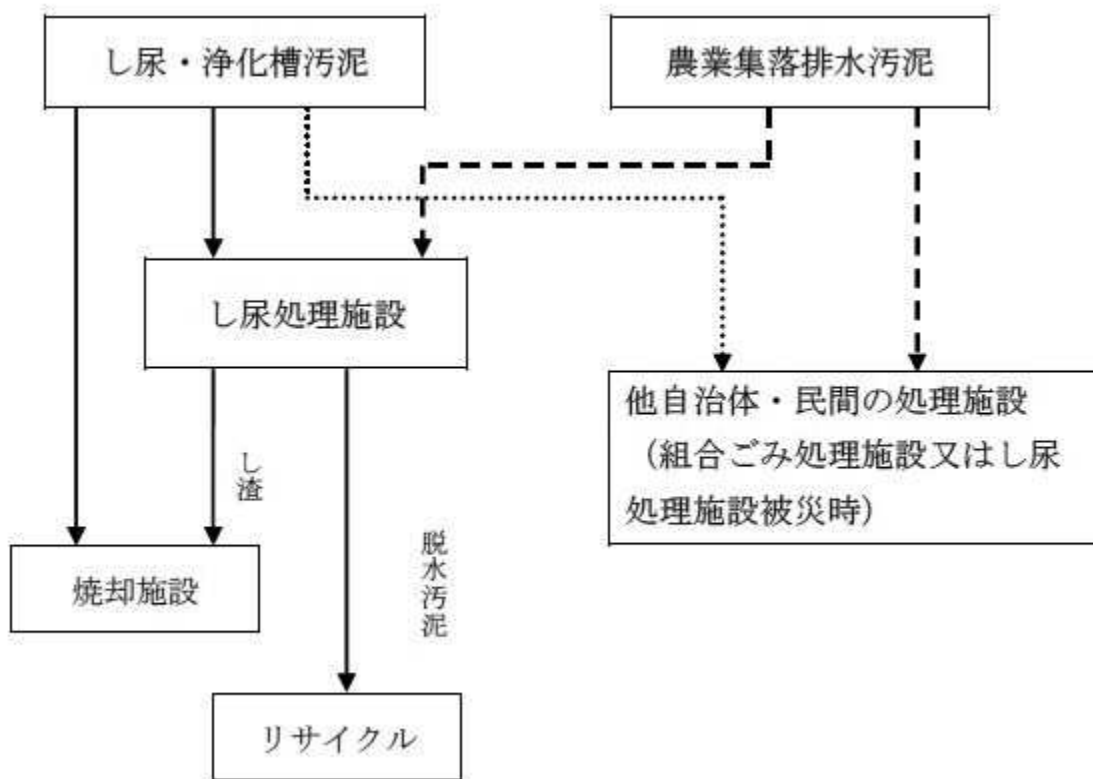 し尿・浄化槽汚泥
農業集落排水汚泥
し尿処理施設
他自治体・民間の処理施設
（組合ごみ処理施設又はし尿
処理施設被災時）
し渣
脱水汚泥
焼却施設
リサイクル